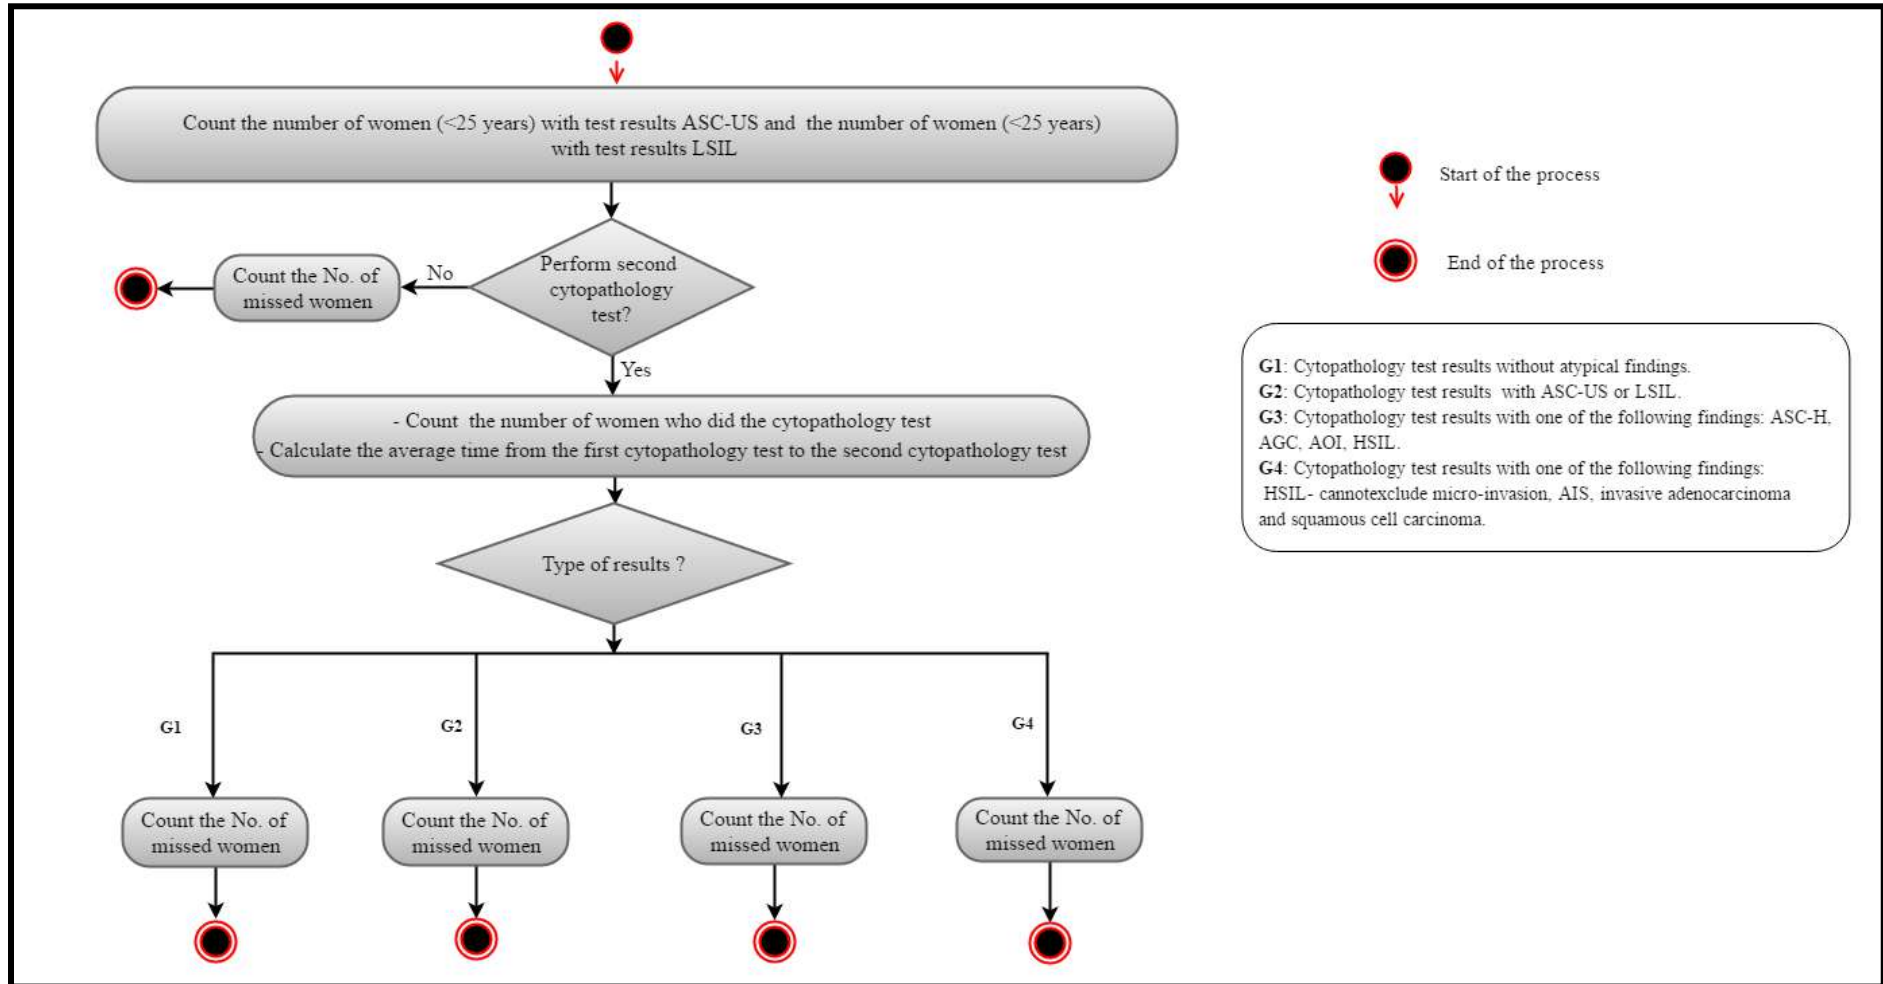 Count the number of women (<25 years) with test results ASC-US and the number of women (<25 years)
with test results LSIL
Perform second
cytopathology
test?
No
Count the No. of
missed women
Yes
- Count the number of women who did the cytopathology test
- Calculate the average time from the first cytopathology test to the second cytopathology test
Type of results ?
G1
G2
G3
G4
Count the No. of
missed women
Count the No. of
missed women
Count the No. of
missed women
Count the No. of
missed women
Start of the process
End of the process
G1: Cytopathology test results without atypical findings.
G2: Cytopathology test results with ASC-US or LSIL.
G3: Cytopathology test results with one of the following findings: ASC-H,
AGC, AOI, HSIL.
G4: Cytopathology test results with one of the following findings:
HSIL- cannotexclude micro-invasion, AIS, invasive adenocarcinoma
and squamous cell carcinoma.